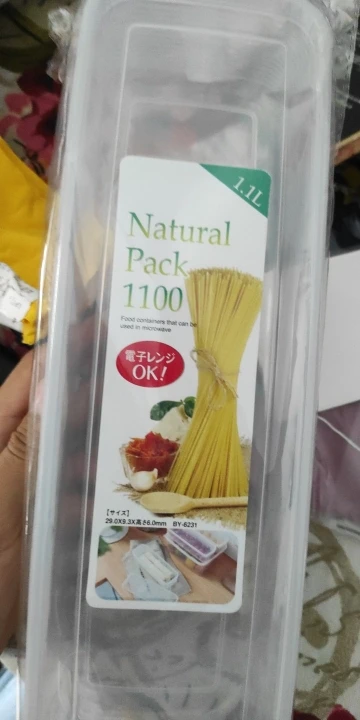 1.1L
Natural
Pack
1100
Food containers that can be
used in microwave
電子レンジ
OK!
【サイズ】
29.0X9.3X高さ6.0mm BY-6231